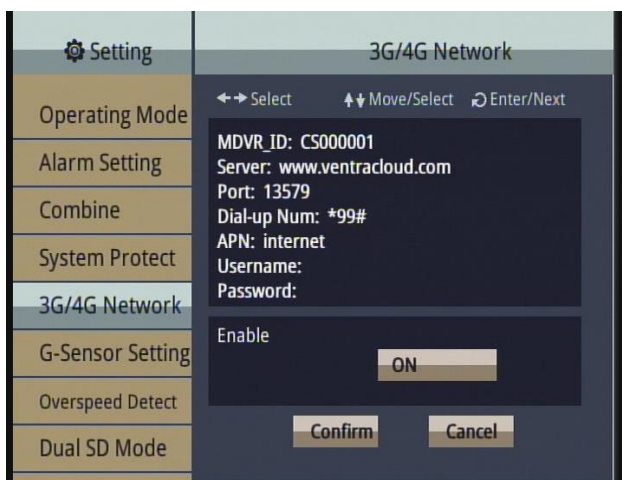 Setting
3G/4G Network
Operating Mode
Alarm Setting
Combine
System Protect
3G/4G Network
G-Sensor Setting
Overspeed Detect
Dual SD Mode
Select Move/Select Enter/Next
MDVR_ID: CS000001
Server: www.ventracloud.com
Port: 13579
Dial-up Num: *99#
APN: internet
Username:
Password:
Enable
ON
Confirm Cancel